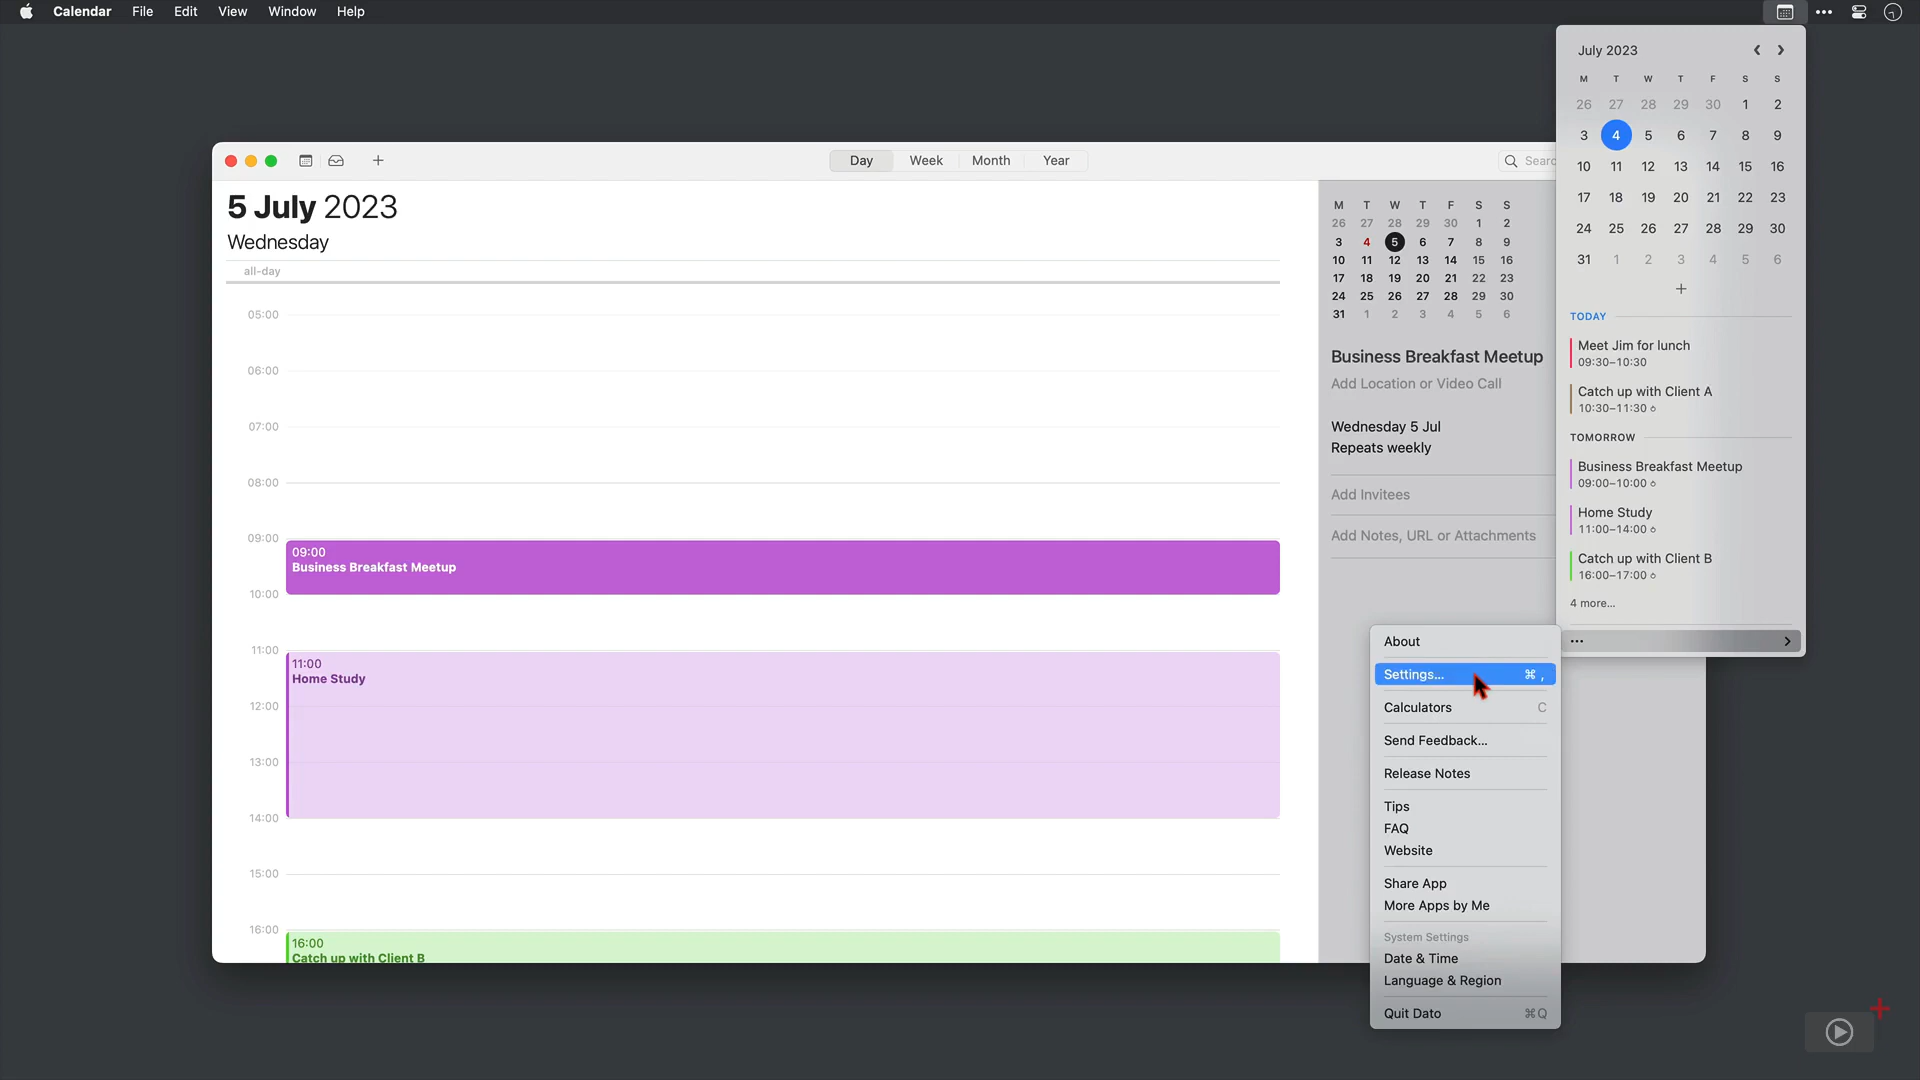 Calendar File Edit View Window Help
July 2023
M T W T F S S
26 27 28 29 30 1 2
3 4 5 6 7 8 9
10 11 12 13 14 15 16
17 18 19 20 21 22 23
24 25 26 27 28 29 30
31 1 2 3 4 5 6
+
TODAY
Meet Jim for lunch
09:30–10:30
Catch up with Client A
10:30–11:30
TOMORROW
Business Breakfast Meetup
09:00–10:00
Home Study
11:00–14:00
Catch up with Client B
16:00–17:00
4 more...
Day Week Month Year
Searc
5 July 2023
Wednesday
all-day
05:00
06:00
07:00
08:00
09:00
09:00
Business Breakfast Meetup
10:00
11:00
11:00
Home Study
12:00
13:00
14:00
15:00
16:00
16:00
Catch up with Client B
M T W T F S S
26 27 28 29 30 1 2
3 4 5 6 7 8 9
10 11 12 13 14 15 16
17 18 19 20 21 22 23
24 25 26 27 28 29 30
31 1 2 3 4 5 6
Business Breakfast Meetup
Add Location or Video Call
Wednesday 5 Jul
Repeats weekly
Add Invitees
Add Notes, URL or Attachments
About
Settings... ⌘ ,
Calculators C
Send Feedback...
Release Notes
Tips
FAQ
Website
Share App
More Apps by Me
System Settings
Date & Time
Language & Region
Quit Dato ⌘Q